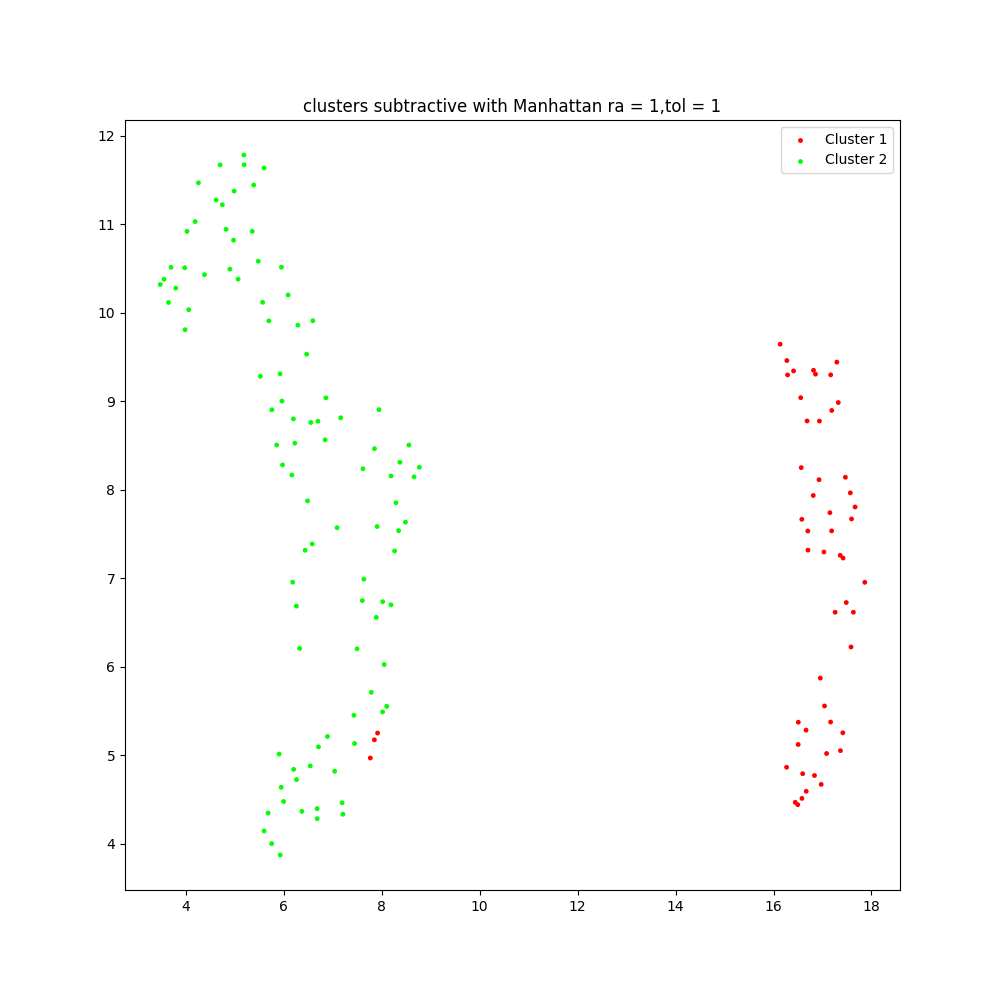 clusters subtractive with Manhattan ra = 1,tol = 1
Cluster 1
Cluster 2
12
11
10
9
8
7
6
5
4
4 6 8 10 12 14 16 18